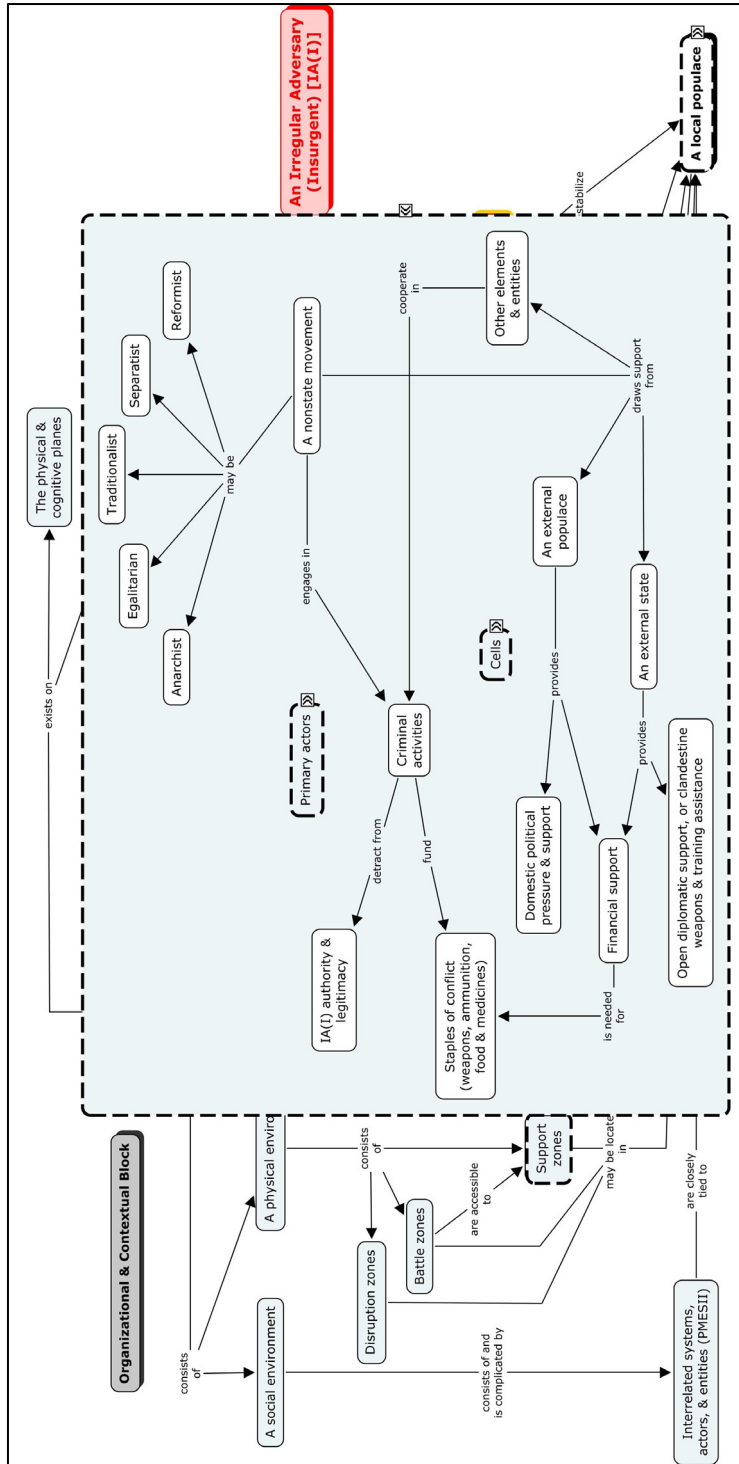 Organizational & Contextual Block
An Irregular Adversary
(Insurgent) [IA(I)]
exists on
The physical &
cognitive planes
consists
of
A social environment
A physical enviro
consists
of
Disruption zones
Battle zones
are accessible
to
Support
zones
may be locate
in
consists of and
is complicated by
Interrelated systems,
actors, & entities (PMESII)
are closely
tied to
Anarchist
Egalitarian
Traditionalist
Separatist
Reformist
may be
A nonstate movement
engages in
Primary actors
Criminal
activities
cooperate
in
detract from
fund
IA(I) authority &
legitimacy
Staples of conflict
(weapons, ammunition,
food & medicines)
Other elements
& entities
Cells
draws support
from
An external
populace
provides
Domestic political
pressure & support
Financial support
is needed
for
An external state
provides
Open diplomatic support, or clandestine
weapons & training assistance
stabilize
A local populace